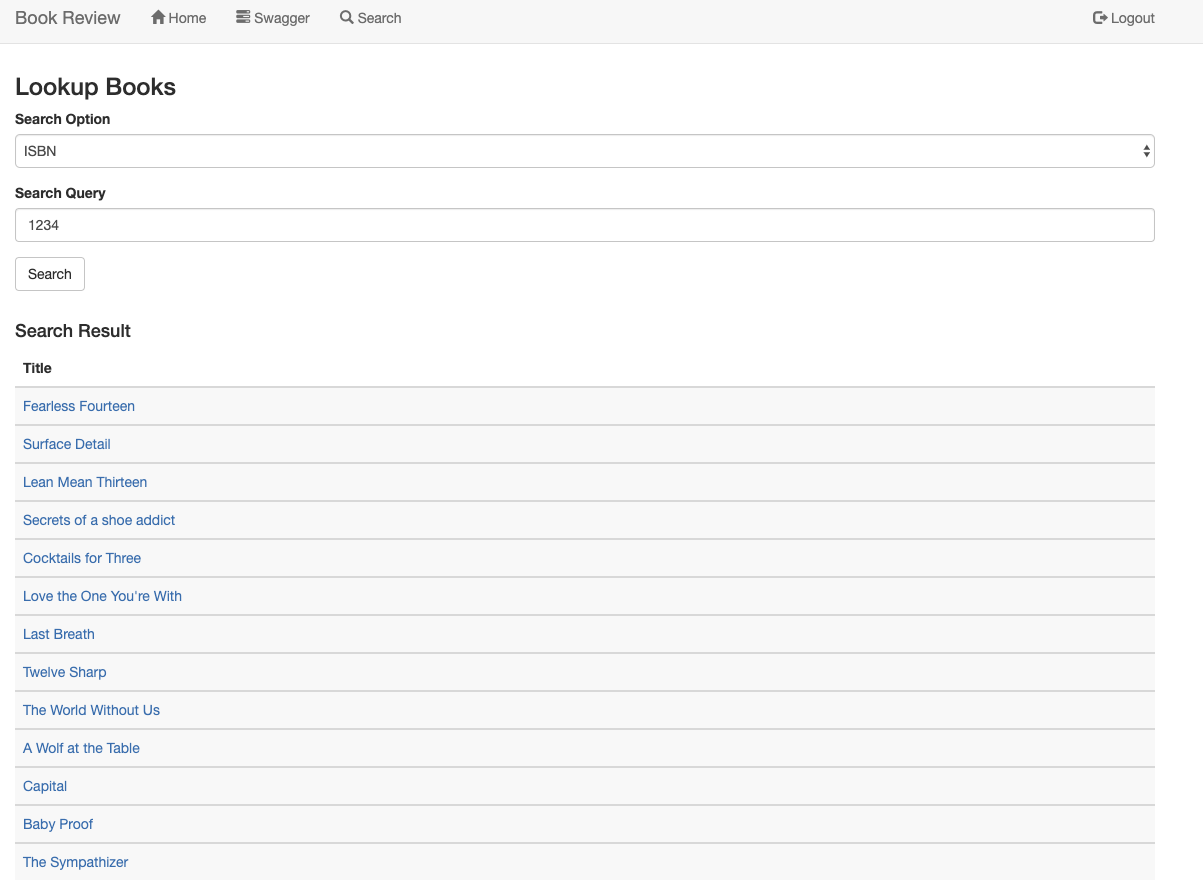 Book Review Home Swagger Search Logout
Lookup Books
Search Option
ISBN
Search Query
1234
Search
Search Result
Title
Fearless Fourteen
Surface Detail
Lean Mean Thirteen
Secrets of a shoe addict
Cocktails for Three
Love the One You're With
Last Breath
Twelve Sharp
The World Without Us
A Wolf at the Table
Capital
Baby Proof
The Sympathizer